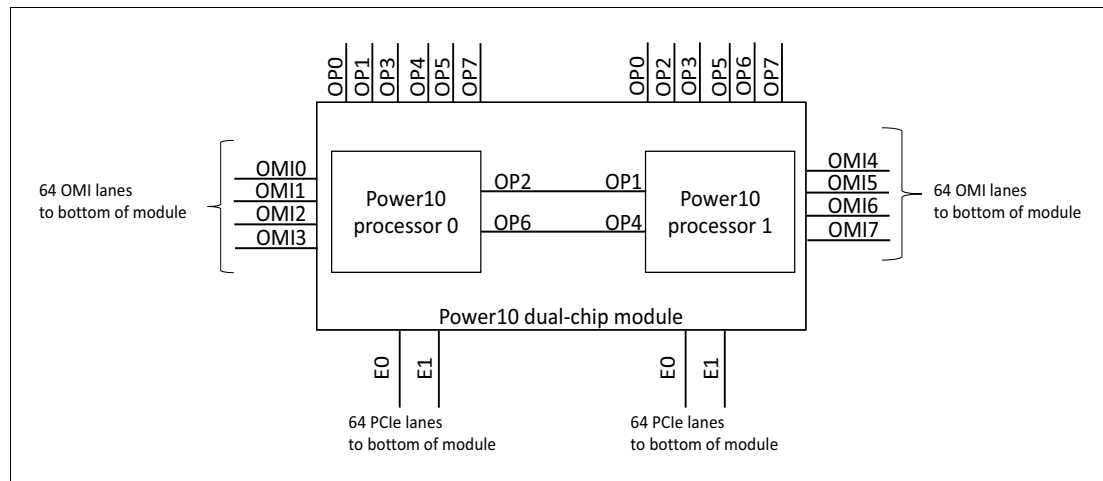 OP0
OP1
OP3
OP4
OP5
OP7
OP0
OP2
OP3
OP5
OP6
OP7
64 OMI lanes
to bottom of module
OMI0
OMI1
OMI2
OMI3
Power10
processor 0
OP2
OP6
OP1
OP4
Power10
processor 1
OMI4
OMI5
OMI6
OMI7
64 OMI lanes
to bottom of module
Power10 dual-chip module
E0
E1
E0
E1
64 PCIe lanes
to bottom of module
64 PCIe lanes
to bottom of module